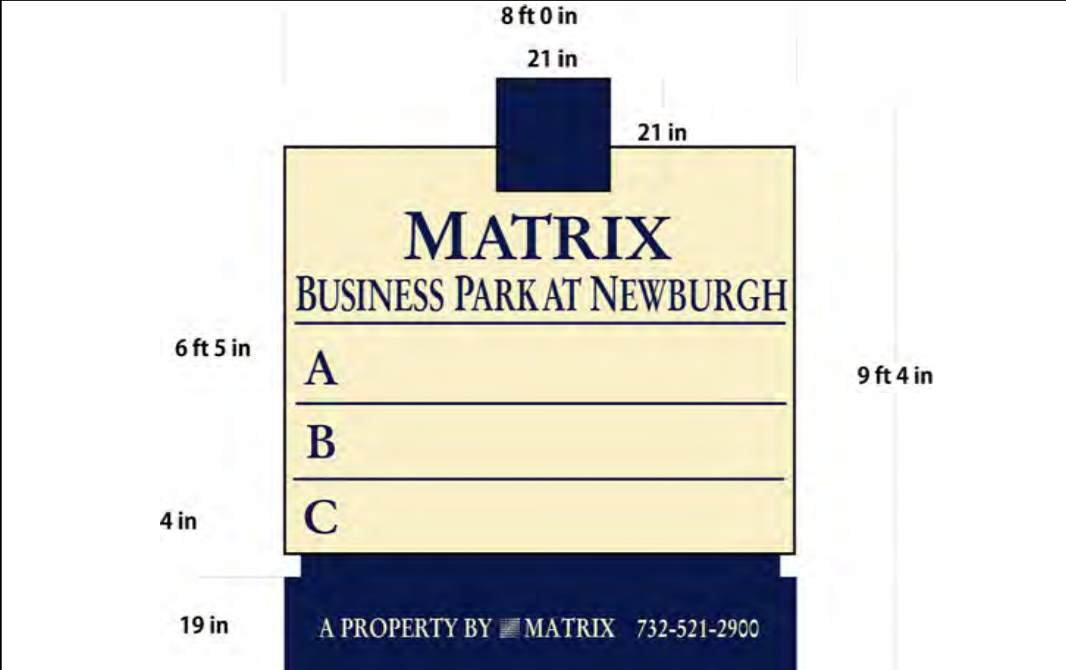 8 ft 0 in
21 in
21 in
MATRIX
BUSINESS PARK AT NEWBURGH
6 ft 5 in
A
9 ft 4 in
B
C
4 in
19 in
A PROPERTY BY MATRIX 732-521-2900